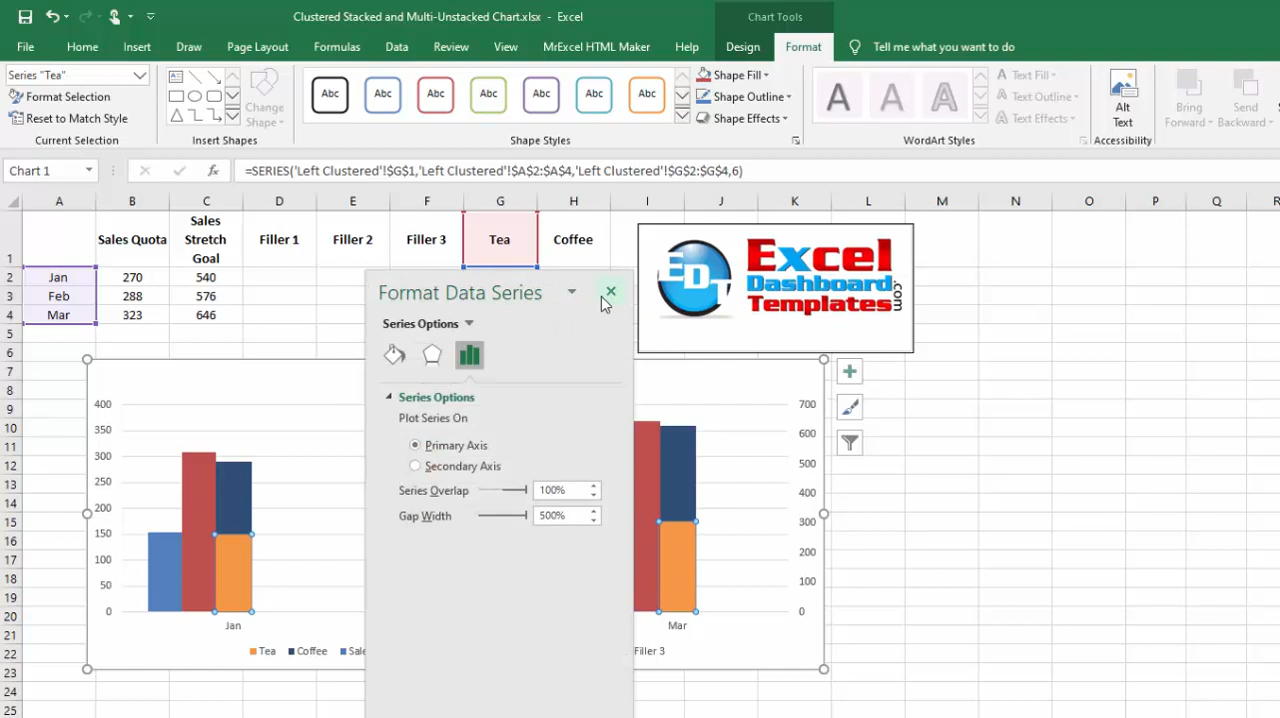 Clustered Stacked and Multi-Unstacked Chart.xlsx - Excel
Chart Tools
File Home Insert Draw Page Layout Formulas Data Review View MrExcel HTML Maker Help Design Format Tell me what you want to do
Series "Tea"
Format Selection
Reset to Match Style
Current Selection
Change
Shape
Insert Shapes
Abc Abc Abc Abc Abc Abc Abc
Shape Styles
Shape Fill
Shape Outline
Shape Effects
A A A
WordArt Styles
Text Fill
Text Outline
Text Effects
Alt
Text
Accessibility
Bring
Forward
Send
Backward
Chart 1
fx
=SERIES('Left Clustered'!$G$1,'Left Clustered'!$A$2:$A$4,'Left Clustered'!$G$2:$G$4,6)
A B C D E F G H I J K L M N O P Q R
1 Sales Quota Sales Stretch Goal Filler 1 Filler 2 Filler 3 Tea Coffee
2 Jan 270 540
3 Feb 288 576
4 Mar 323 646
5
6
7
8
9
10
11
12
13
14
15
16
17
18
19
20
21
22
23
24
25
EDT
Excel
Dashboard
Templates
.com
Format Data Series
Series Options
Series Options
Plot Series On
Primary Axis
Secondary Axis
Series Overlap 100%
Gap Width 500%
400
350
300
250
200
150
100
50
0
Jan
Mar
700
600
500
400
300
200
100
0
Tea Coffee Sale
Filler 3